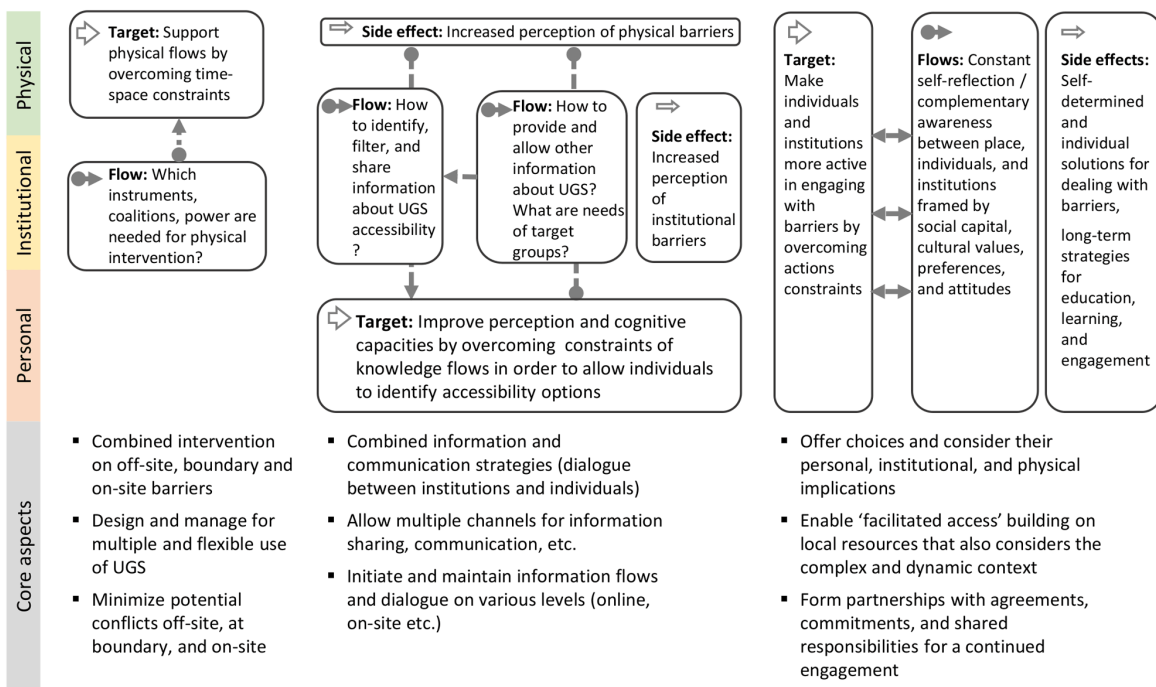 Physical
Institutional
Personal
Core aspects
Target: Support
physical flows by
overcoming time-
space constraints
Flow: Which
instruments,
coalitions, power are
needed for physical
intervention?
Side effect: Increased perception of physical barriers
Flow: How
to identify,
filter, and
share
information
about UGS
accessibility
?
Flow: How to
provide and
allow other
information
about UGS?
What are needs
of target
groups?
Side effect:
Increased
perception
of
institutional
barriers
Target: Improve perception and cognitive
capacities by overcoming constraints of
knowledge flows in order to allow individuals
to identify accessibility options
Target:
Make
individuals
and
institutions
more active
in engaging
with
barriers by
overcoming
actions
constraints
Flows: Constant
self-reflection /
complementary
awareness
between place,
individuals, and
institutions
framed by
social capital,
cultural values,
preferences,
and attitudes
Side effects:
Self-
determined
and
individual
solutions for
dealing with
barriers,
long-term
strategies
for
education,
learning,
and
engagement
▪ Combined intervention
on off-site, boundary and
on-site barriers
▪ Design and manage for
multiple and flexible use
of UGS
▪ Minimize potential
conflicts off-site, at
boundary, and on-site
▪ Combined information and
communication strategies (dialogue
between institutions and individuals)
▪ Allow multiple channels for information
sharing, communication, etc.
▪ Initiate and maintain information flows
and dialogue on various levels (online,
on-site etc.)
▪ Offer choices and consider their
personal, institutional, and physical
implications
▪ Enable ‘facilitated access’ building on
local resources that also considers the
complex and dynamic context
▪ Form partnerships with agreements,
commitments, and shared
responsibilities for a continued
engagement